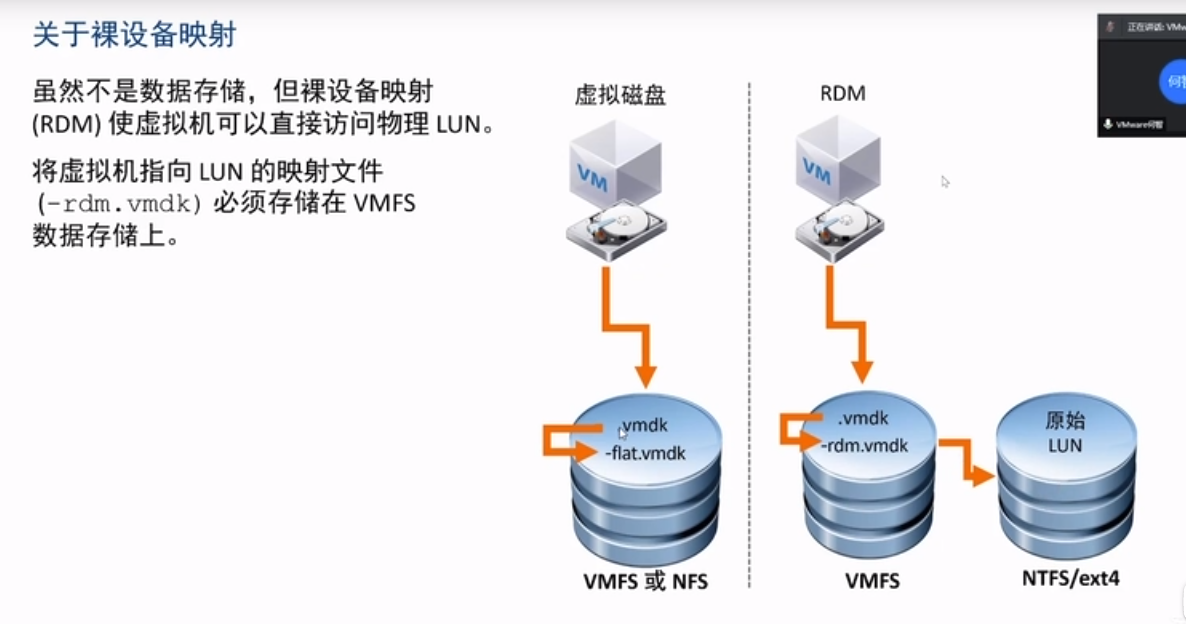 关于裸设备映射
虽然不是数据存储，但裸设备映射
(RDM) 使虚拟机可以直接访问物理 LUN。
将虚拟机指向 LUN 的映射文件
(-rdm.vmdk) 必须存储在 VMFS
数据存储上。
虚拟磁盘
VM
.vmdk
-flat.vmdk
VMFS 或 NFS
RDM
VM
.vmdk
-rdm.vmdk
VMFS
原始
LUN
NTFS/ext4
正在讲话: VMw
VMware何智